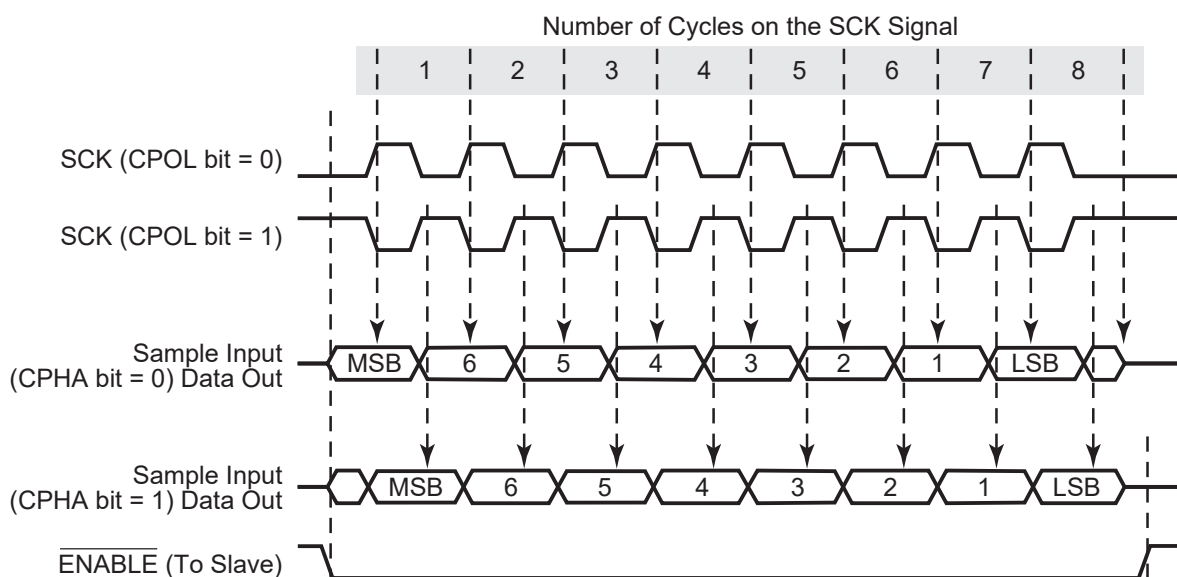 Number of Cycles on the SCK Signal
1 2 3 4 5 6 7 8
SCK (CPOL bit = 0)
SCK (CPOL bit = 1)
Sample Input
(CPHA bit = 0) Data Out
MSB 6 5 4 3 2 1 LSB
Sample Input
(CPHA bit = 1) Data Out
MSB 6 5 4 3 2 1 LSB
ENABLE (To Slave)